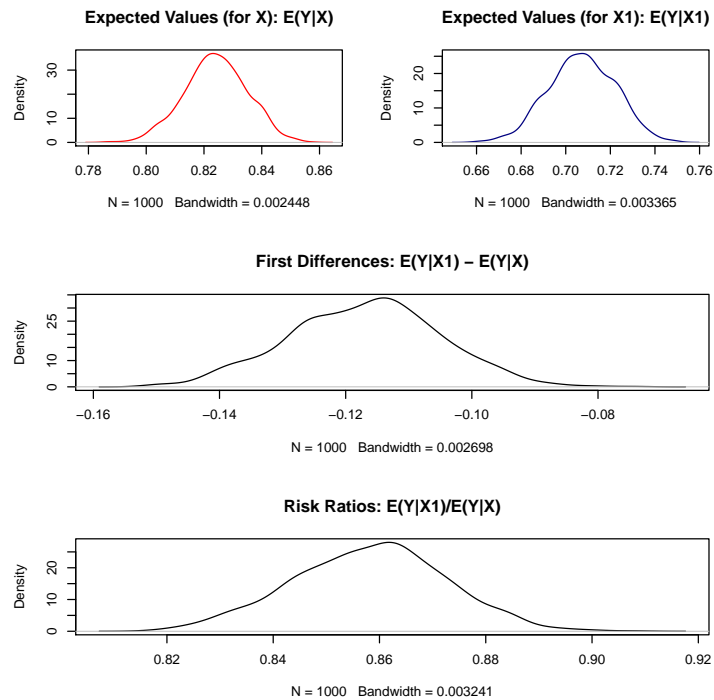 Expected Values (for X): E(Y|X)
Density
0 10 30
0.78 0.80 0.82 0.84 0.86
N = 1000 Bandwidth = 0.002448
Expected Values (for X1): E(Y|X1)
Density
0 10 20
0.66 0.68 0.70 0.72 0.74 0.76
N = 1000 Bandwidth = 0.003365
First Differences: E(Y|X1) − E(Y|X)
Density
0 10 25
−0.16 −0.14 −0.12 −0.10 −0.08
N = 1000 Bandwidth = 0.002698
Risk Ratios: E(Y|X1)/E(Y|X)
Density
0 10 20
0.82 0.84 0.86 0.88 0.90 0.92
N = 1000 Bandwidth = 0.003241